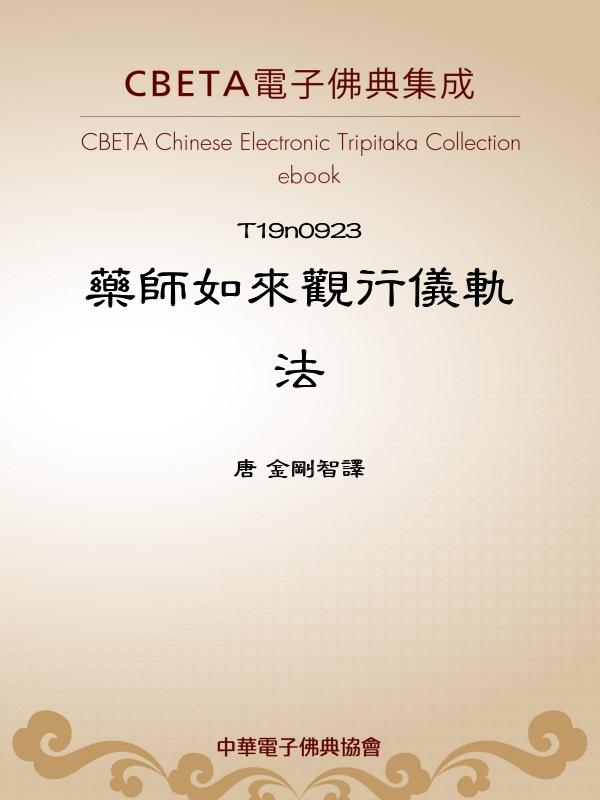 CBETA電子佛典集成
CBETA Chinese Electronic Tripitaka Collection
ebook
T19n0923
藥師如來觀行儀軌
法
唐 金剛智譯
中華電子佛典協會